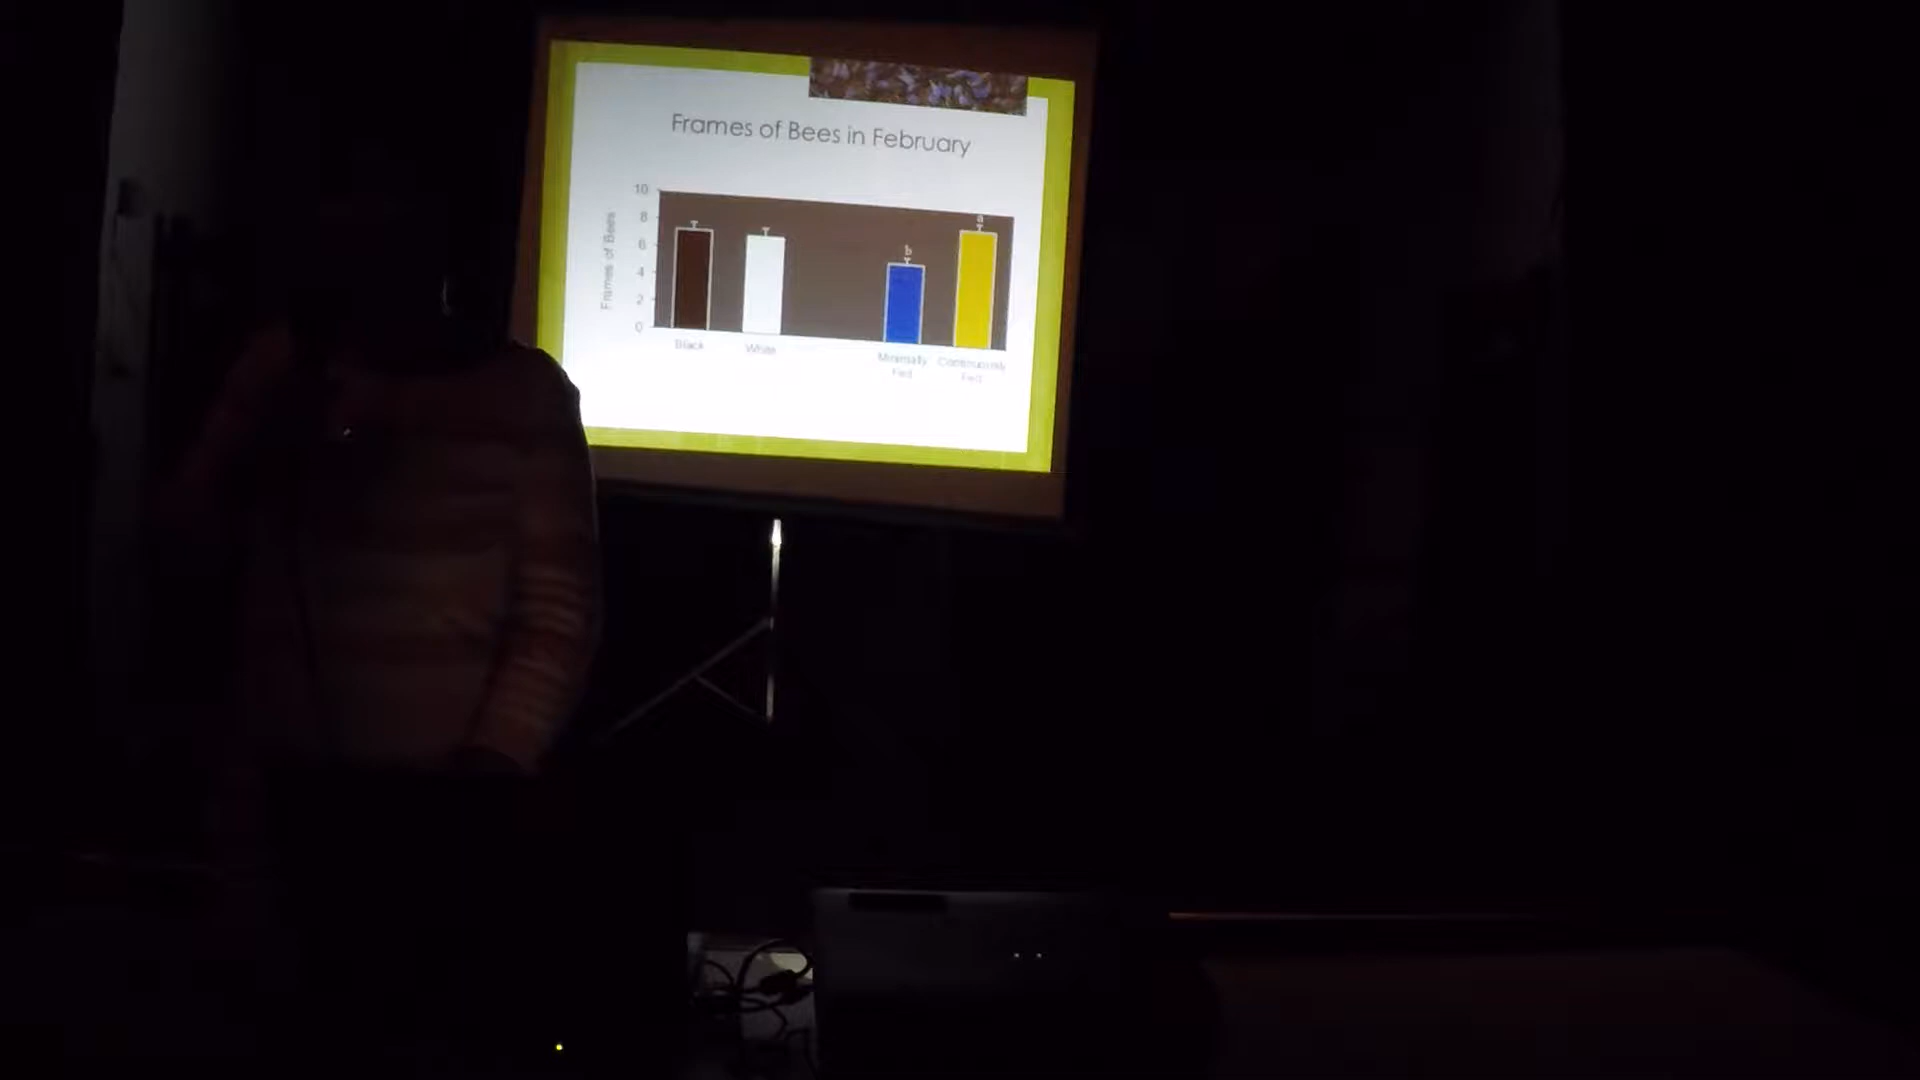 Frames of Bees in February
10
8
6
4
2
0
Frames of Bees
a
b
Black
White
Minimally
Fed
Continuously
Fed